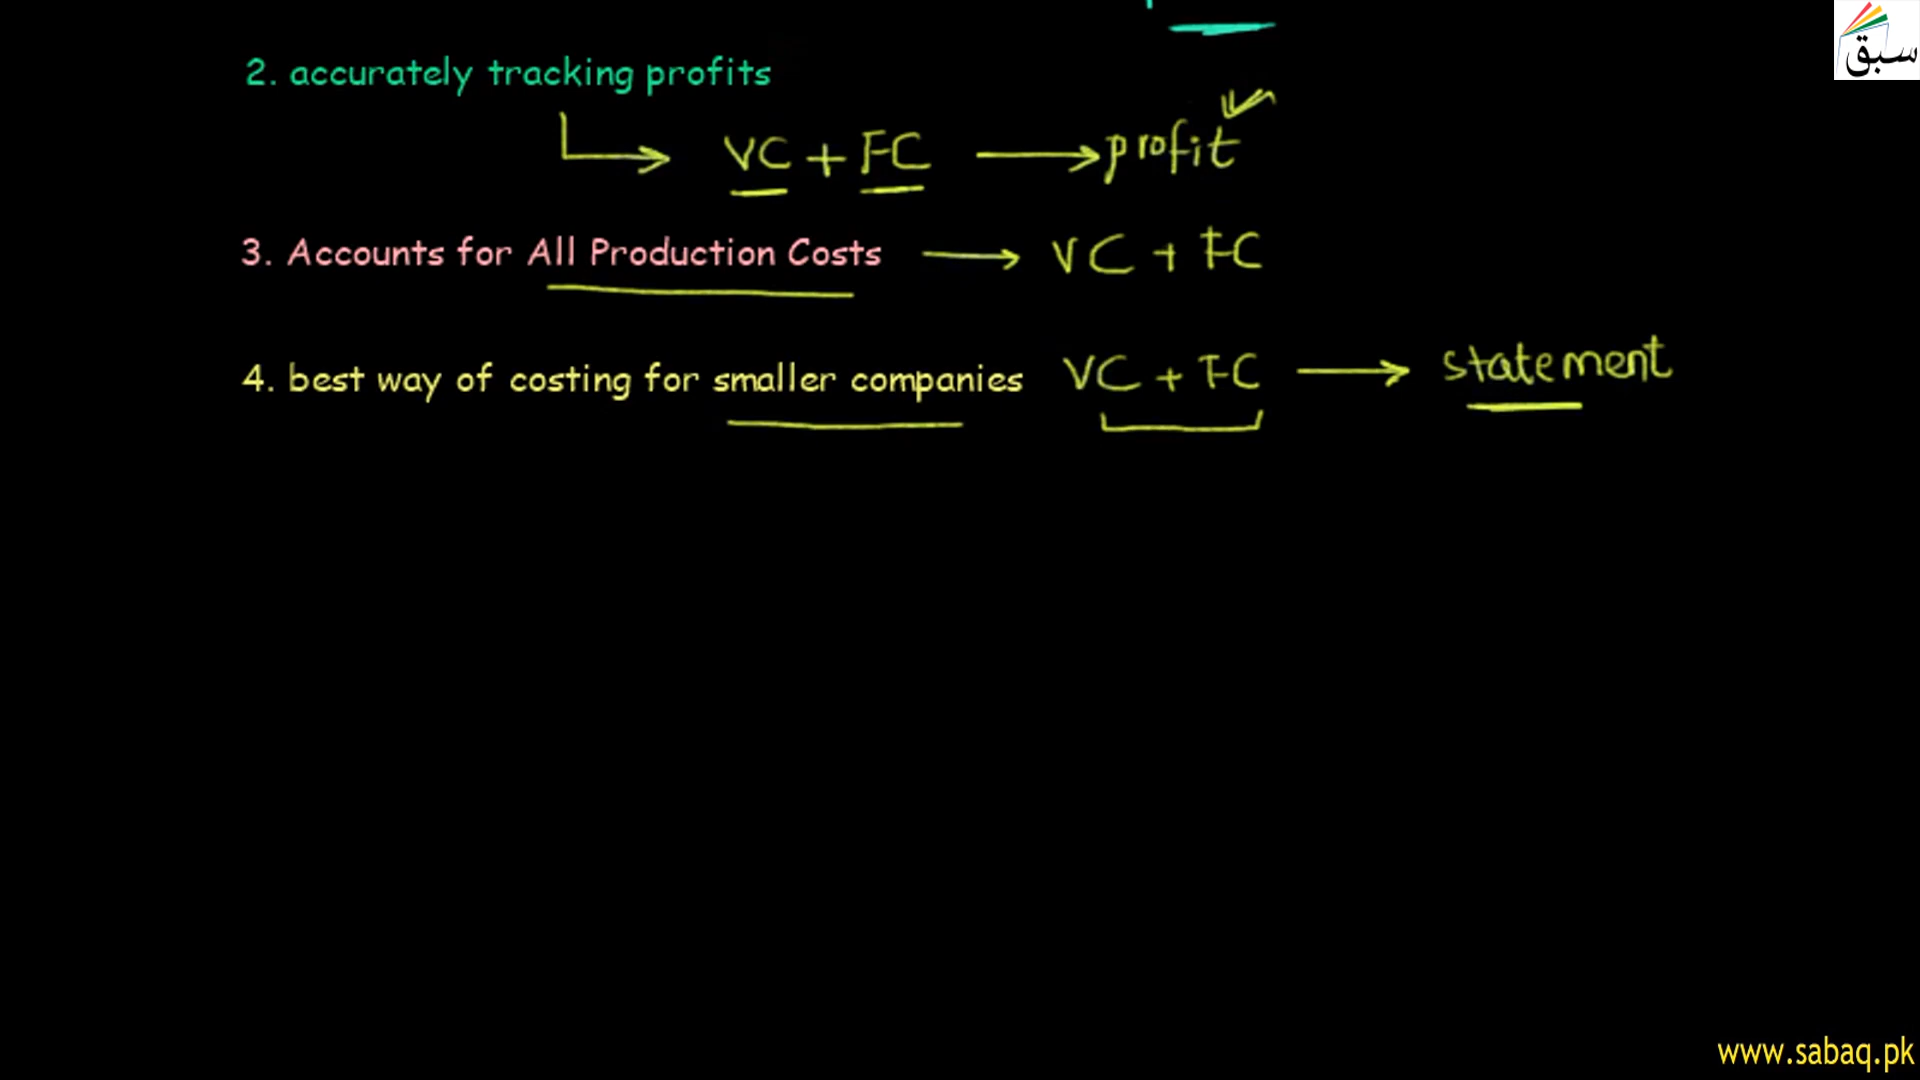 سبق
2. accurately tracking profits
VC + FC → profit
3. Accounts for All Production Costs → VC + FC
4. best way of costing for smaller companies VC + FC → statement
www.sabaq.pk